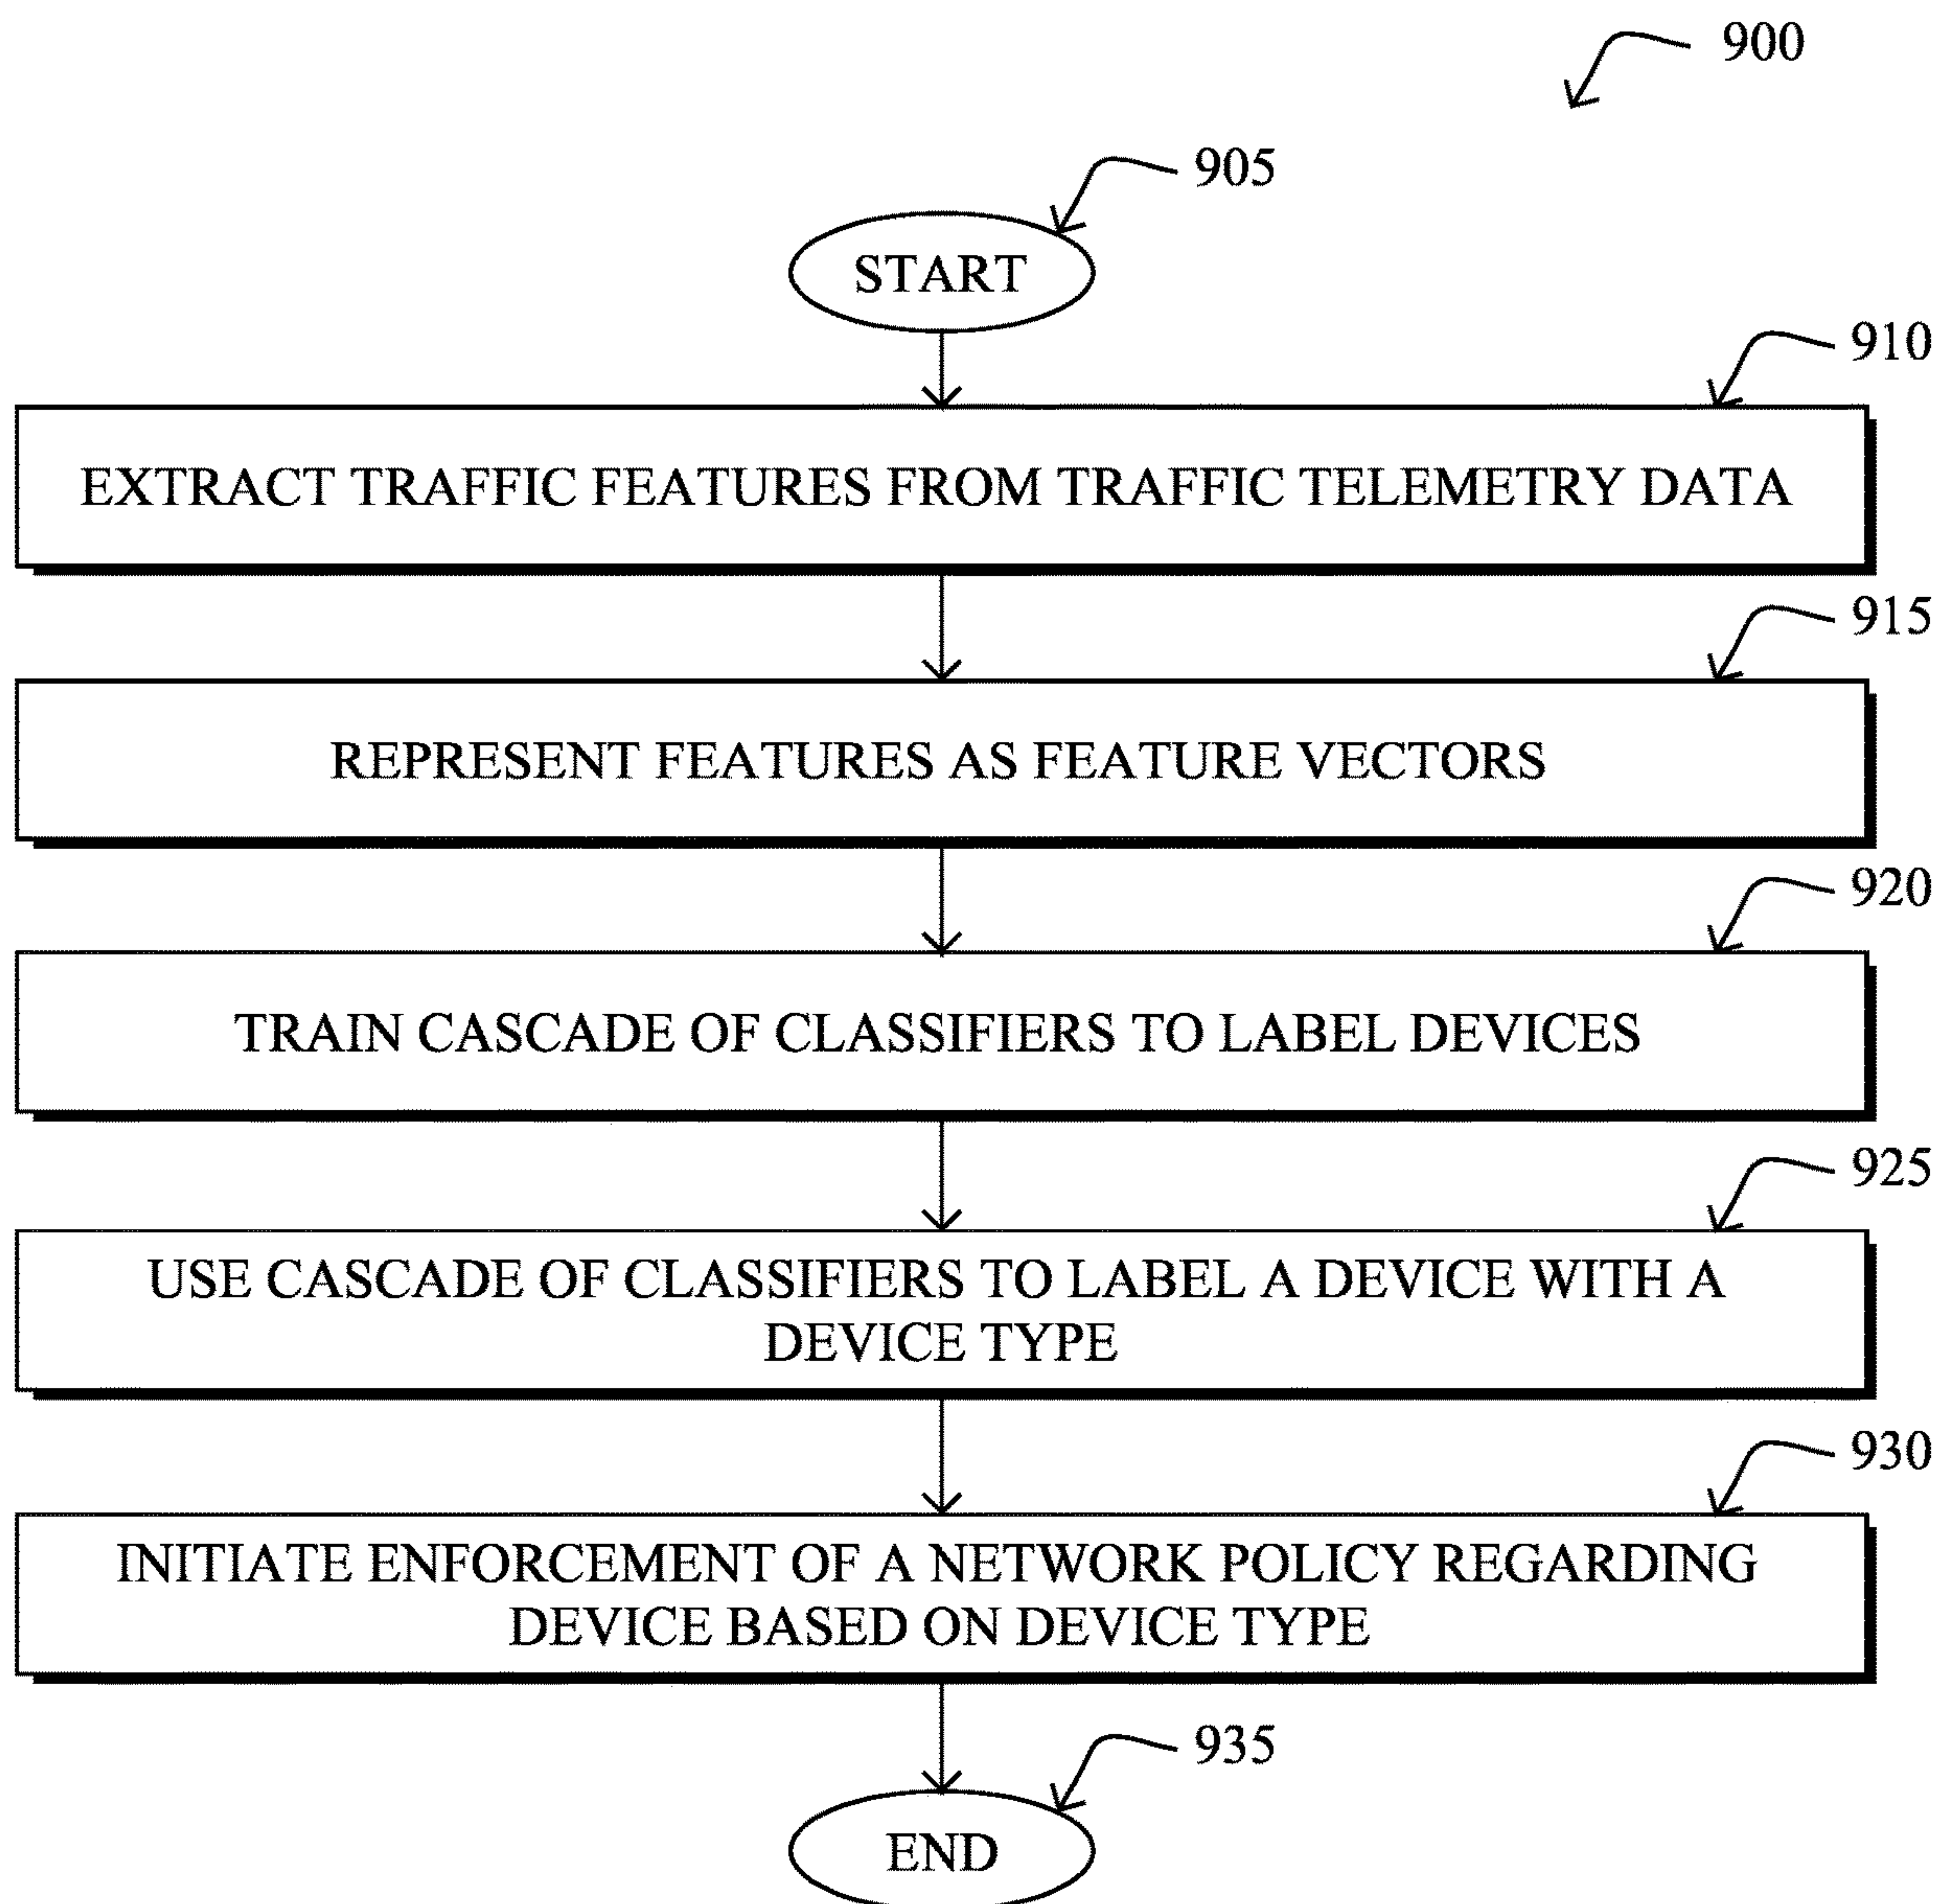 900
905
START
910
EXTRACT TRAFFIC FEATURES FROM TRAFFIC TELEMETRY DATA
915
REPRESENT FEATURES AS FEATURE VECTORS
920
TRAIN CASCADE OF CLASSIFIERS TO LABEL DEVICES
925
USE CASCADE OF CLASSIFIERS TO LABEL A DEVICE WITH A
DEVICE TYPE
930
INITIATE ENFORCEMENT OF A NETWORK POLICY REGARDING
DEVICE BASED ON DEVICE TYPE
935
END